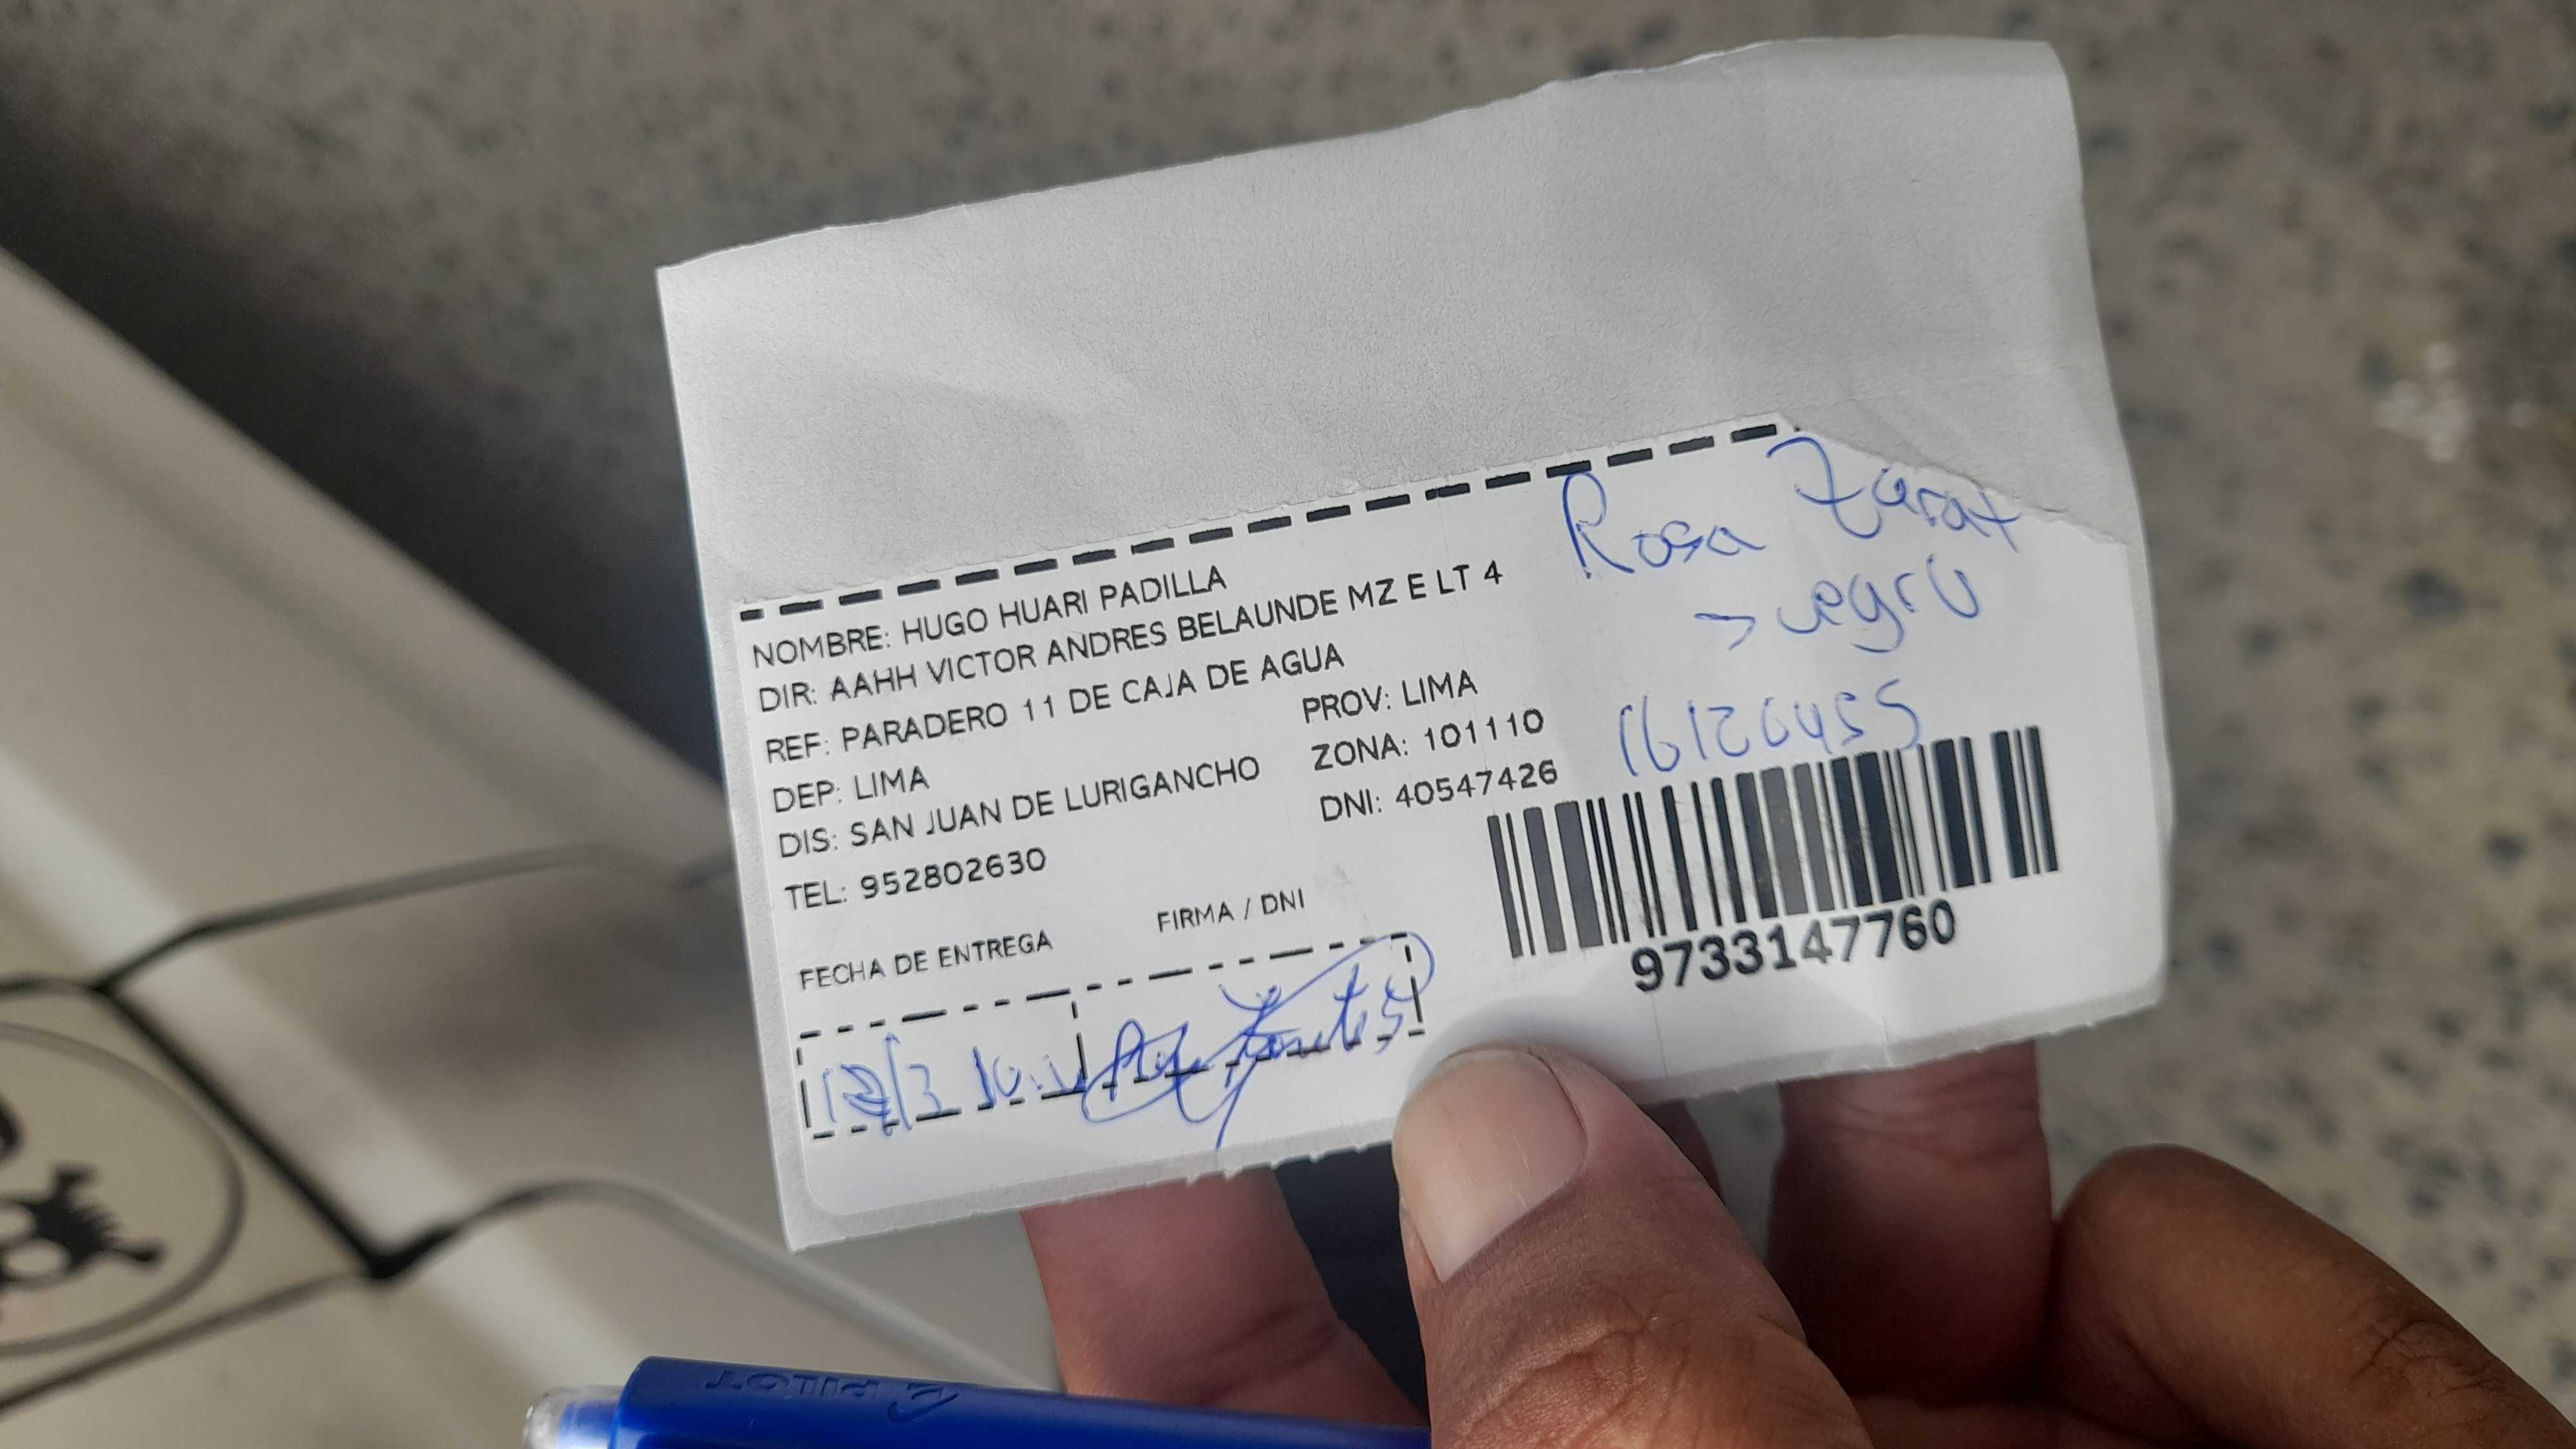 NOMBRE: HUGO HUARI PADILLA
DIR: AAHH VICTOR ANDRES BELAUNDE MZ E LT 4
REF: PARADERO 11 DE CAJA DE AGUA
DEP: LIMA
PROV: LIMA
DIS: SAN JUAN DE LURIGANCHO
ZONA: 101110
TEL: 952802630
DNI: 40547426
FECHA DE ENTREGA
FIRMA / DNI
Rosa Zarat
16120455
9733147760
PILOT